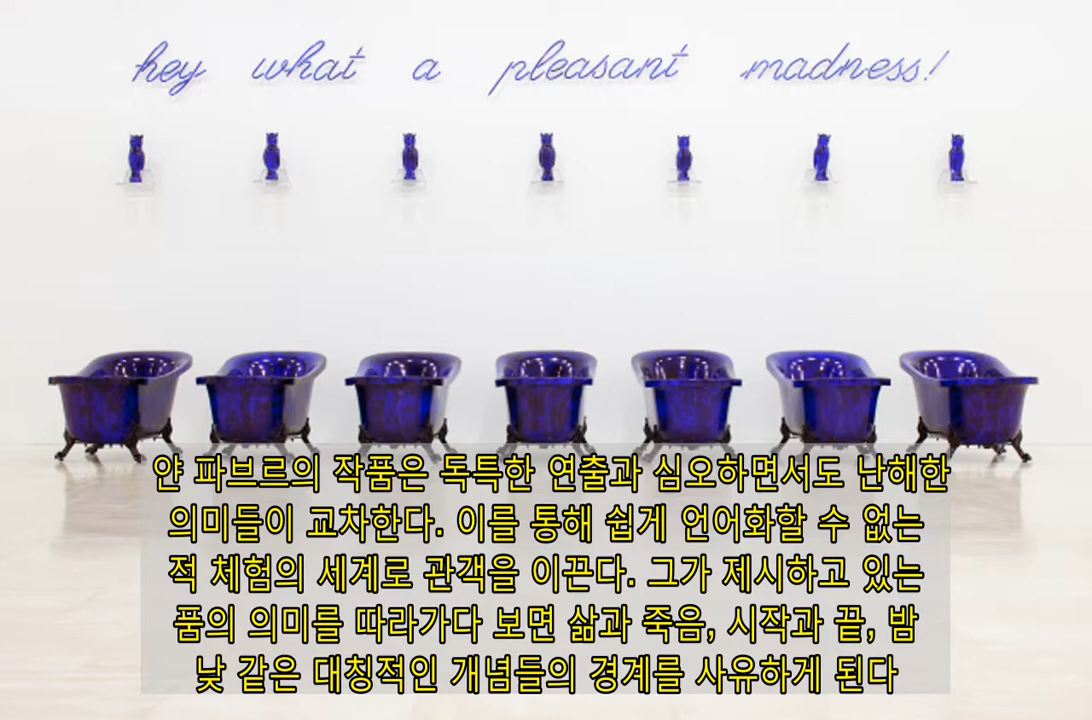 hey what a pleasant madness!
얀 파브르의 작품은 독특한 연출과 심오하면서도 난해한
의미들이 교차한다. 이를 통해 쉽게 언어화할 수 없는
적 체험의 세계로 관객을 이끈다. 그가 제시하고 있는
품의 의미를 따라가다 보면 삶과 죽음, 시작과 끝, 밤
낮 같은 대칭적인 개념들의 경계를 사유하게 된다